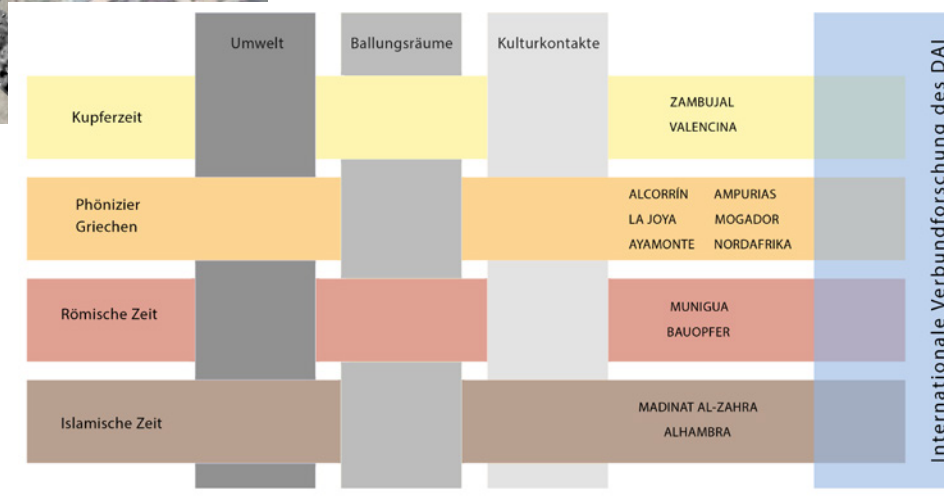 Umwelt
Ballungsräume
Kulturkontakte
Kupferzeit
ZAMBUJAL
VALENCINA
Phönizier
Griechen
ALCORRÍN AMPURIAS
LA JOYA MOGADOR
AYAMONTE NORDAFRIKA
Römische Zeit
MUNIGUA
BAUOPFER
Islamische Zeit
MADINAT AL-ZAHRA
ALHAMBRA
Internationale Verbundforschung des DAI